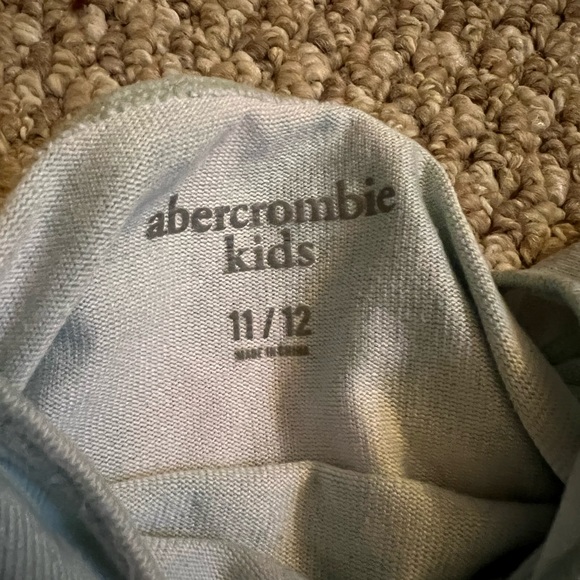 abercrombie
kids
11/12
MADE IN CHINA